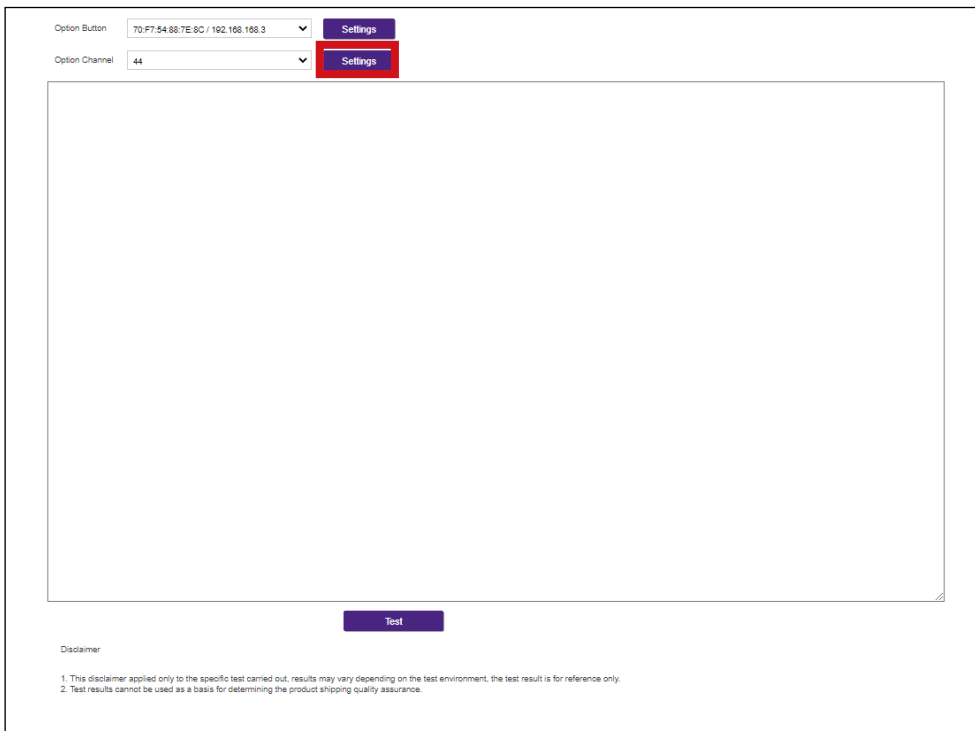 Option Button 70:F7:54:88:7E:8C / 192.168.168.3 Settings
Option Channel 44 Settings
Test
Disclaimer
1. This disclaimer applied only to the specific test carried out, results may vary depending on the test environment, the test result is for reference only.
2. Test results cannot be used as a basis for determining the product shipping quality assurance.